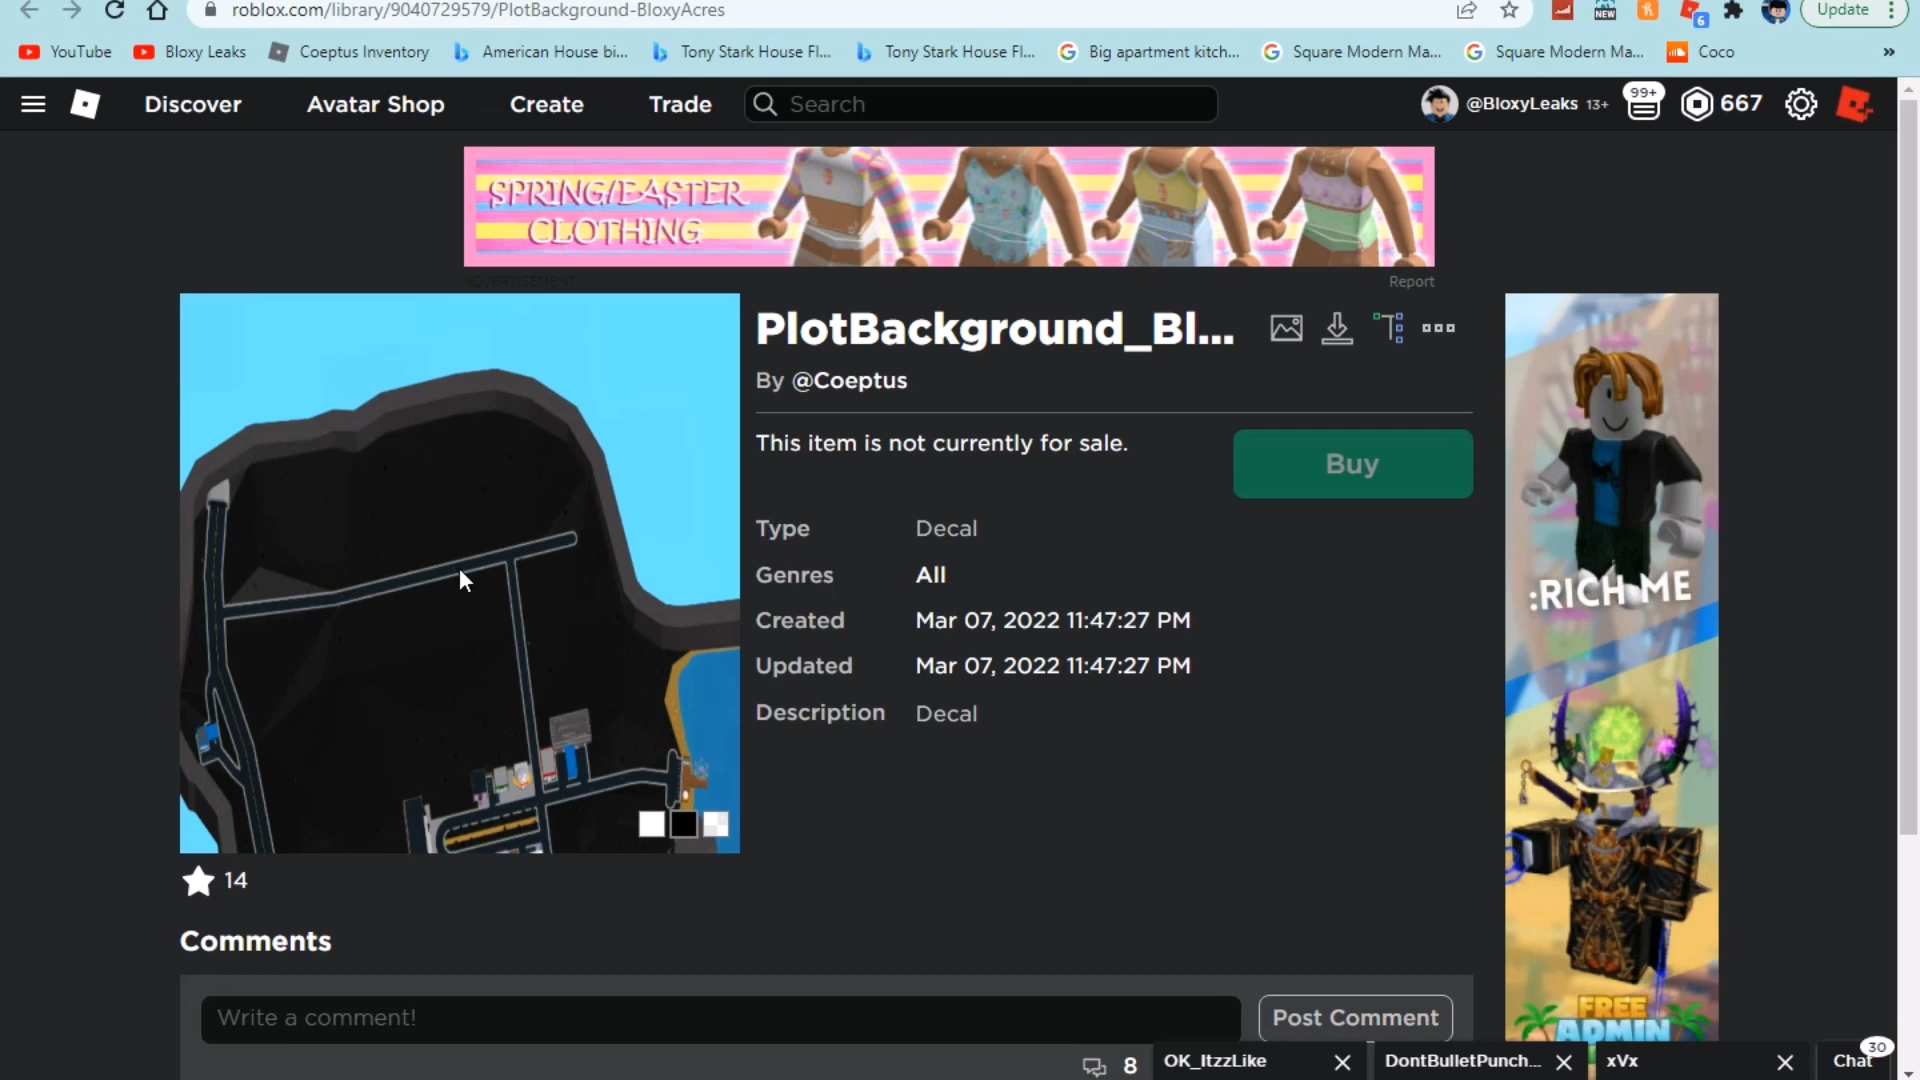 roblox.com/library/9040729579/PlotBackground-BloxyAcres
NEW
6
Update
YouTube
Bloxy Leaks
Coeptus Inventory
American House bi...
Tony Stark House Fl...
Tony Stark House Fl...
Big apartment kitch...
Square Modern Ma...
Square Modern Ma...
Coco
»
Discover
Avatar Shop
Create
Trade
Search
@BloxyLeaks 13+
99+
667
SPRING/EASTER
CLOTHING
ADVERTISEMENT
Report
PlotBackground_Bl...
By @Coeptus
This item is not currently for sale.
Buy
Type Decal
Genres All
Created Mar 07, 2022 11:47:27 PM
Updated Mar 07, 2022 11:47:27 PM
Description Decal
:RICH ME
14
Comments
Write a comment!
Post Comment
FREE
ADMIN
8
OK_ItzzLike
DontBulletPunch...
xVx
Chat
30